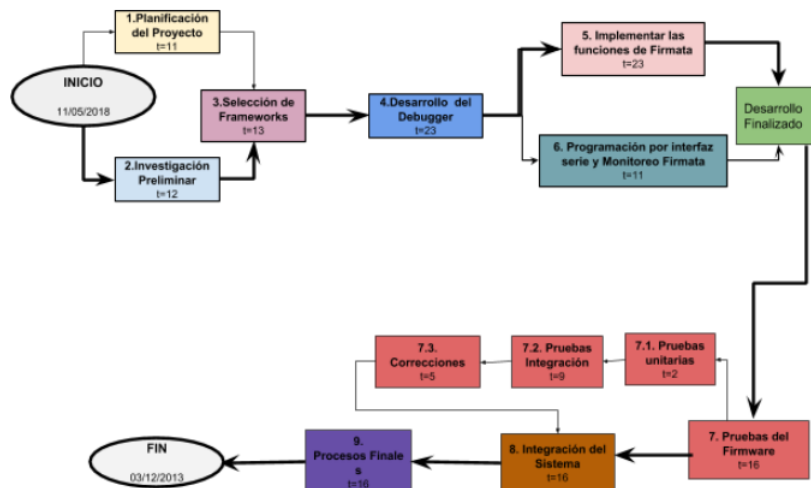 1.Planificación
del Proyecto
t=11
INICIO
11/05/2018
2.Investigación
Preliminar
t=12
3.Selección de
Frameworks
t=13
4.Desarrollo del
Debugger
t=23
5. Implementar las
funciones de Firmata
t=23
6. Programación por interfaz
serie y Monitoreo Firmata
t=11
Desarrollo
Finalizado
7.3.
Correcciones
t=5
7.2. Pruebas
Integración
t=9
7.1. Pruebas
unitarias
t=2
7. Pruebas del
Firmware
t=16
8. Integración del
Sistema
t=16
9.
Procesos Finale
s
t=16
FIN
03/12/2013